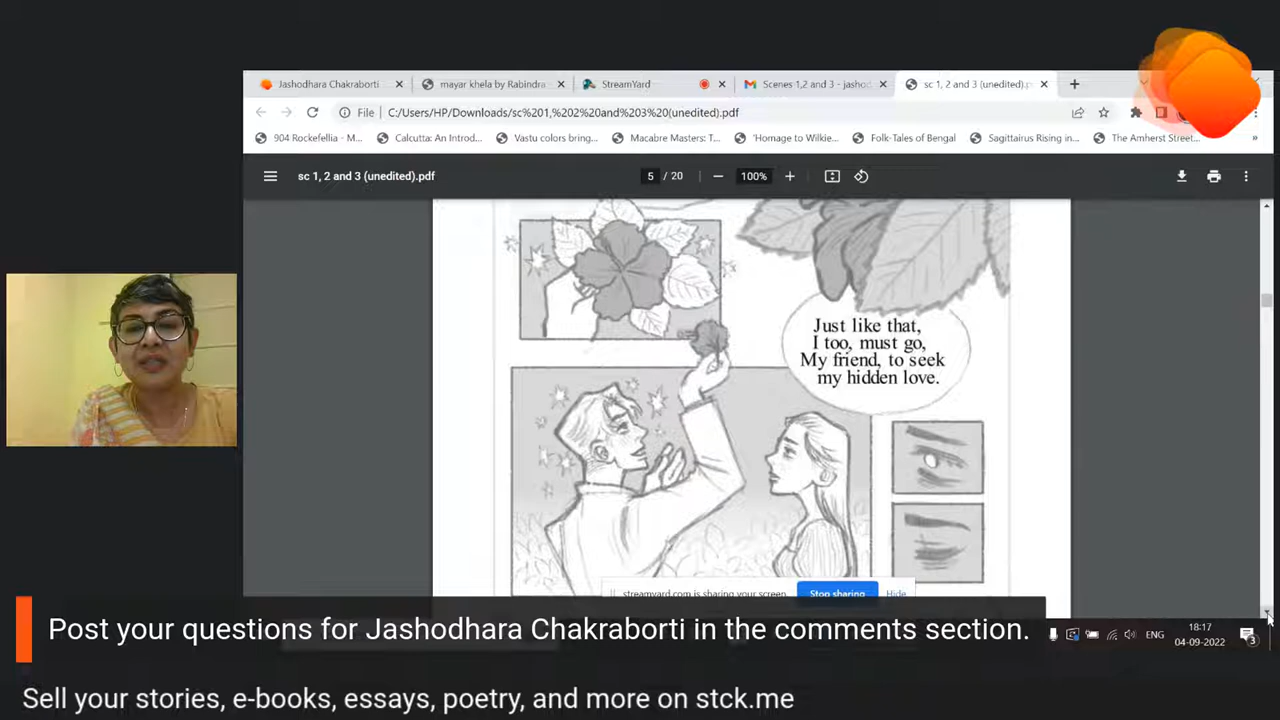 Jashodhara Chakraborti
mayar khela by Rabindra
StreamYard
Scenes 1,2 and 3 - jashod
sc 1, 2 and 3 (unedited).p
File
C:/Users/HP/Downloads/sc%201,%202%20and%203%20(unedited).pdf
904 Rockefellia - M...
Calcutta: An Introd...
Vastu colors bring...
Macabre Masters: T...
'Homage to Wilkie...
Folk-Tales of Bengal
Sagittairus Rising in...
The Amherst Street...
»
sc 1, 2 and 3 (unedited).pdf
5 / 20
100%
Just like that,
I too, must go,
My friend, to seek
my hidden love.
streamyard.com is sharing your screen.
Stop sharing
Hide
Post your questions for Jashodhara Chakraborti in the comments section.
ENG
18:17
04-09-2022
3
Sell your stories, e-books, essays, poetry, and more on stck.me